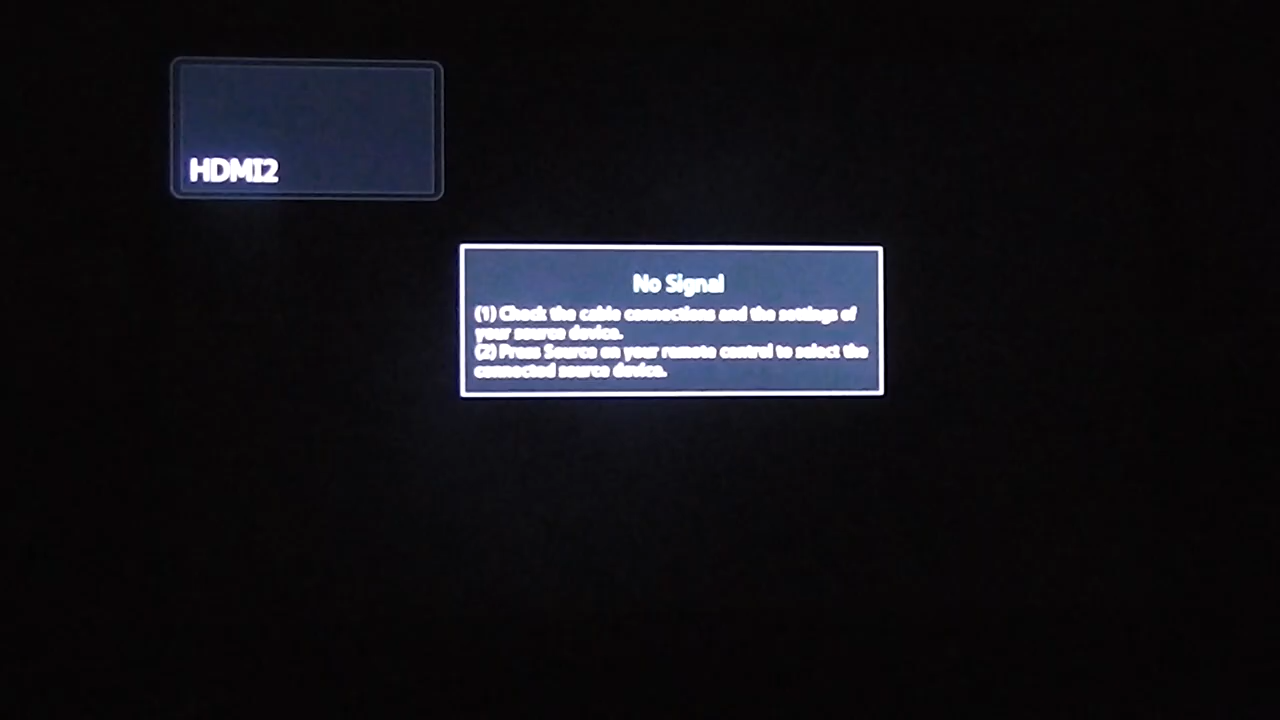 HDMI2
No Signal
(1) Check the cable connections and the settings of
your source device.
(2) Press Source on your remote control to select the
connected source device.